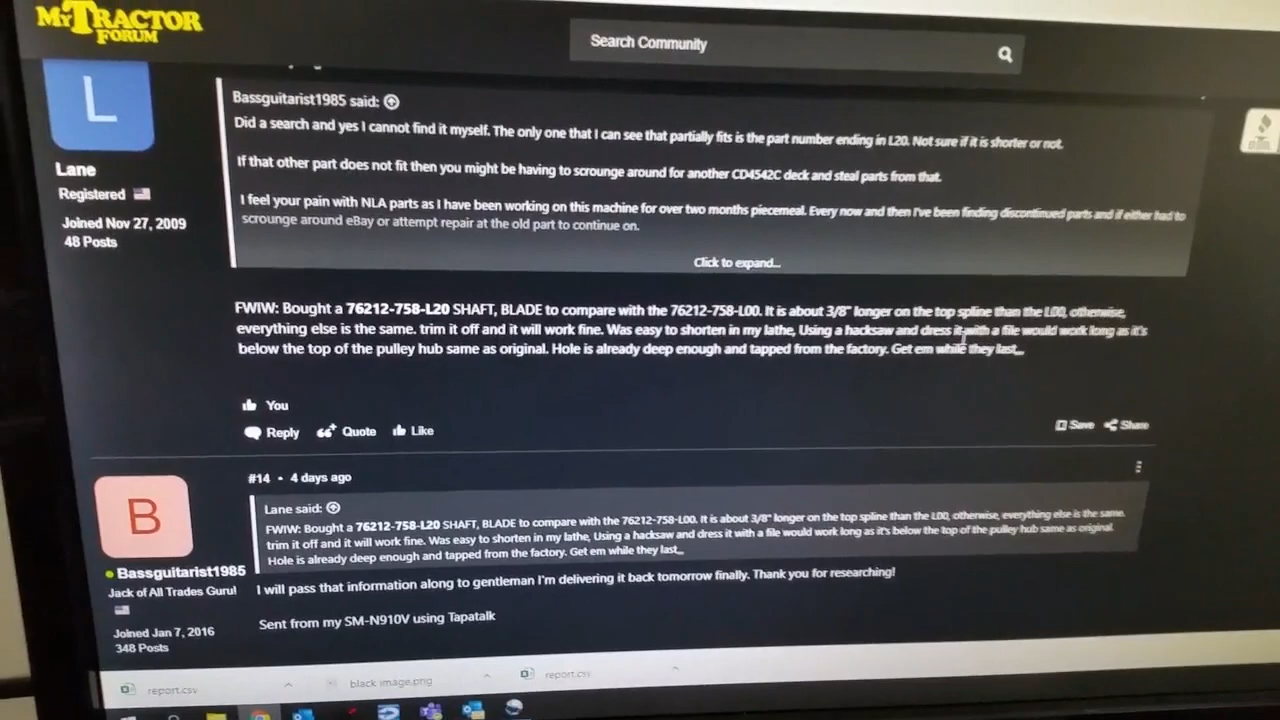 MyTractor
Forum
Search Community
L
Bassguitarist1985 said:
Did a search and yes I cannot find it myself. The only one that I can see that partially fits is the part number ending in L20. Not sure if it is shorter or not.
If that other part does not fit then you might be having to scrounge around for another CD4542C deck and steal parts from that.
I feel your pain with NLA parts as I have been working on this machine for over two months piecemeal. Every now and then I've been finding discontinued parts and if either had to
scrounge around eBay or attempt repair at the old part to continue on.
Click to expand...
Lane
Registered
Joined Nov 27, 2009
48 Posts
FWIW: Bought a 76212-758-L20 SHAFT, BLADE to compare with the 76212-758-L00. It is about 3/8" longer on the top spline than the L00, otherwise,
everything else is the same. trim it off and it will work fine. Was easy to shorten in my lathe, Using a hacksaw and dress it with a file would work long as it's
below the top of the pulley hub same as original. Hole is already deep enough and tapped from the factory. Get em while they last,,,
You
Reply Quote Like
Save Share
#14 • 4 days ago
B
Lane said:
FWIW: Bought a 76212-758-L20 SHAFT, BLADE to compare with the 76212-758-L00. It is about 3/8" longer on the top spline than the L00, otherwise, everything else is the same.
trim it off and it will work fine. Was easy to shorten in my lathe, Using a hacksaw and dress it with a file would work long as it's below the top of the pulley hub same as original.
Hole is already deep enough and tapped from the factory. Get em while they last,,,
Bassguitarist1985
Jack of All Trades Guru!
Joined Jan 7, 2016
348 Posts
I will pass that information along to gentleman I'm delivering it back tomorrow finally. Thank you for researching!
Sent from my SM-N910V using Tapatalk
report.csv
black image.png
report.csv